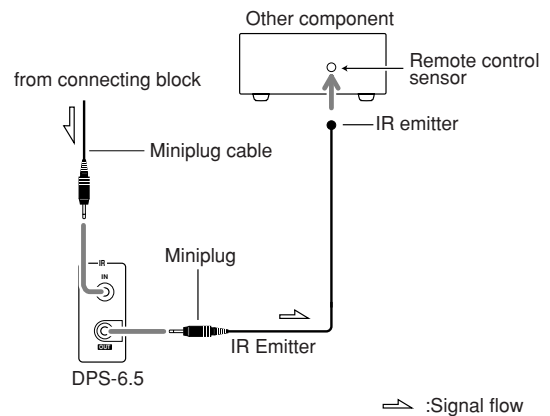 Other component
Remote control
sensor
from connecting block
IR emitter
Miniplug cable
Miniplug
IR
IN
OUT
IR Emitter
DPS-6.5
:Signal flow